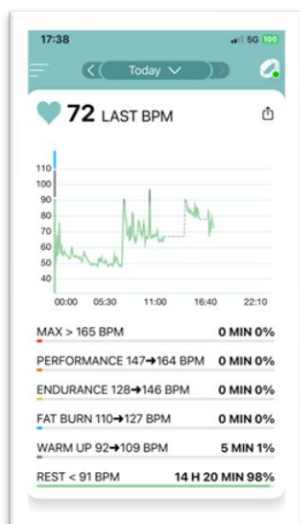 17:38 5G 100
Today
72 LAST BPM
110
100
90
80
70
60
50
40
00:00 05:30 11:00 16:40 22:10
MAX > 165 BPM 0 MIN 0%
PERFORMANCE 147➔164 BPM 0 MIN 0%
ENDURANCE 128➔146 BPM 0 MIN 0%
FAT BURN 110➔127 BPM 0 MIN 0%
WARM UP 92➔109 BPM 5 MIN 1%
REST < 91 BPM 14 H 20 MIN 98%